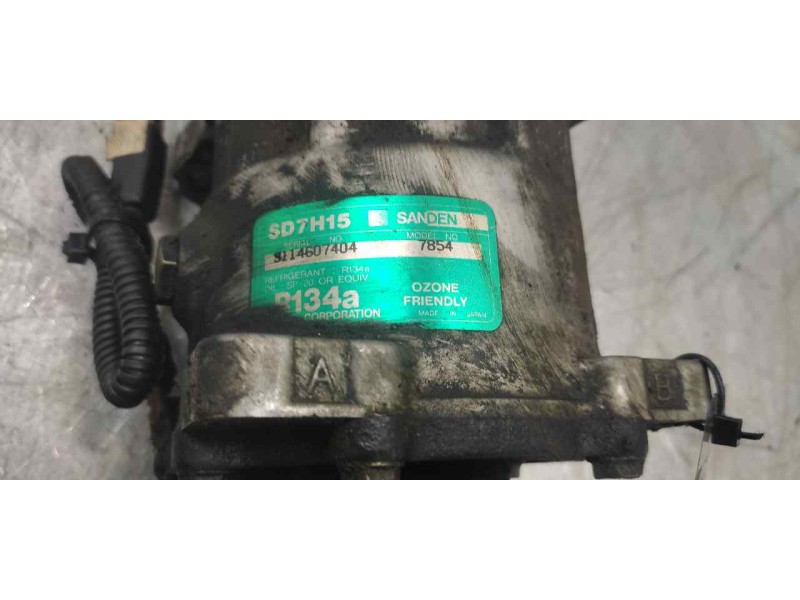 SD7H15 SANDEN
SERIAL NO. MODEL NO.
S114607404 7854
REFRIGERANT : R134a
OIL SP-20 OR EQUIV.
R134a OZONE
FRIENDLY
CORPORATION MADE IN JAPAN
A
B